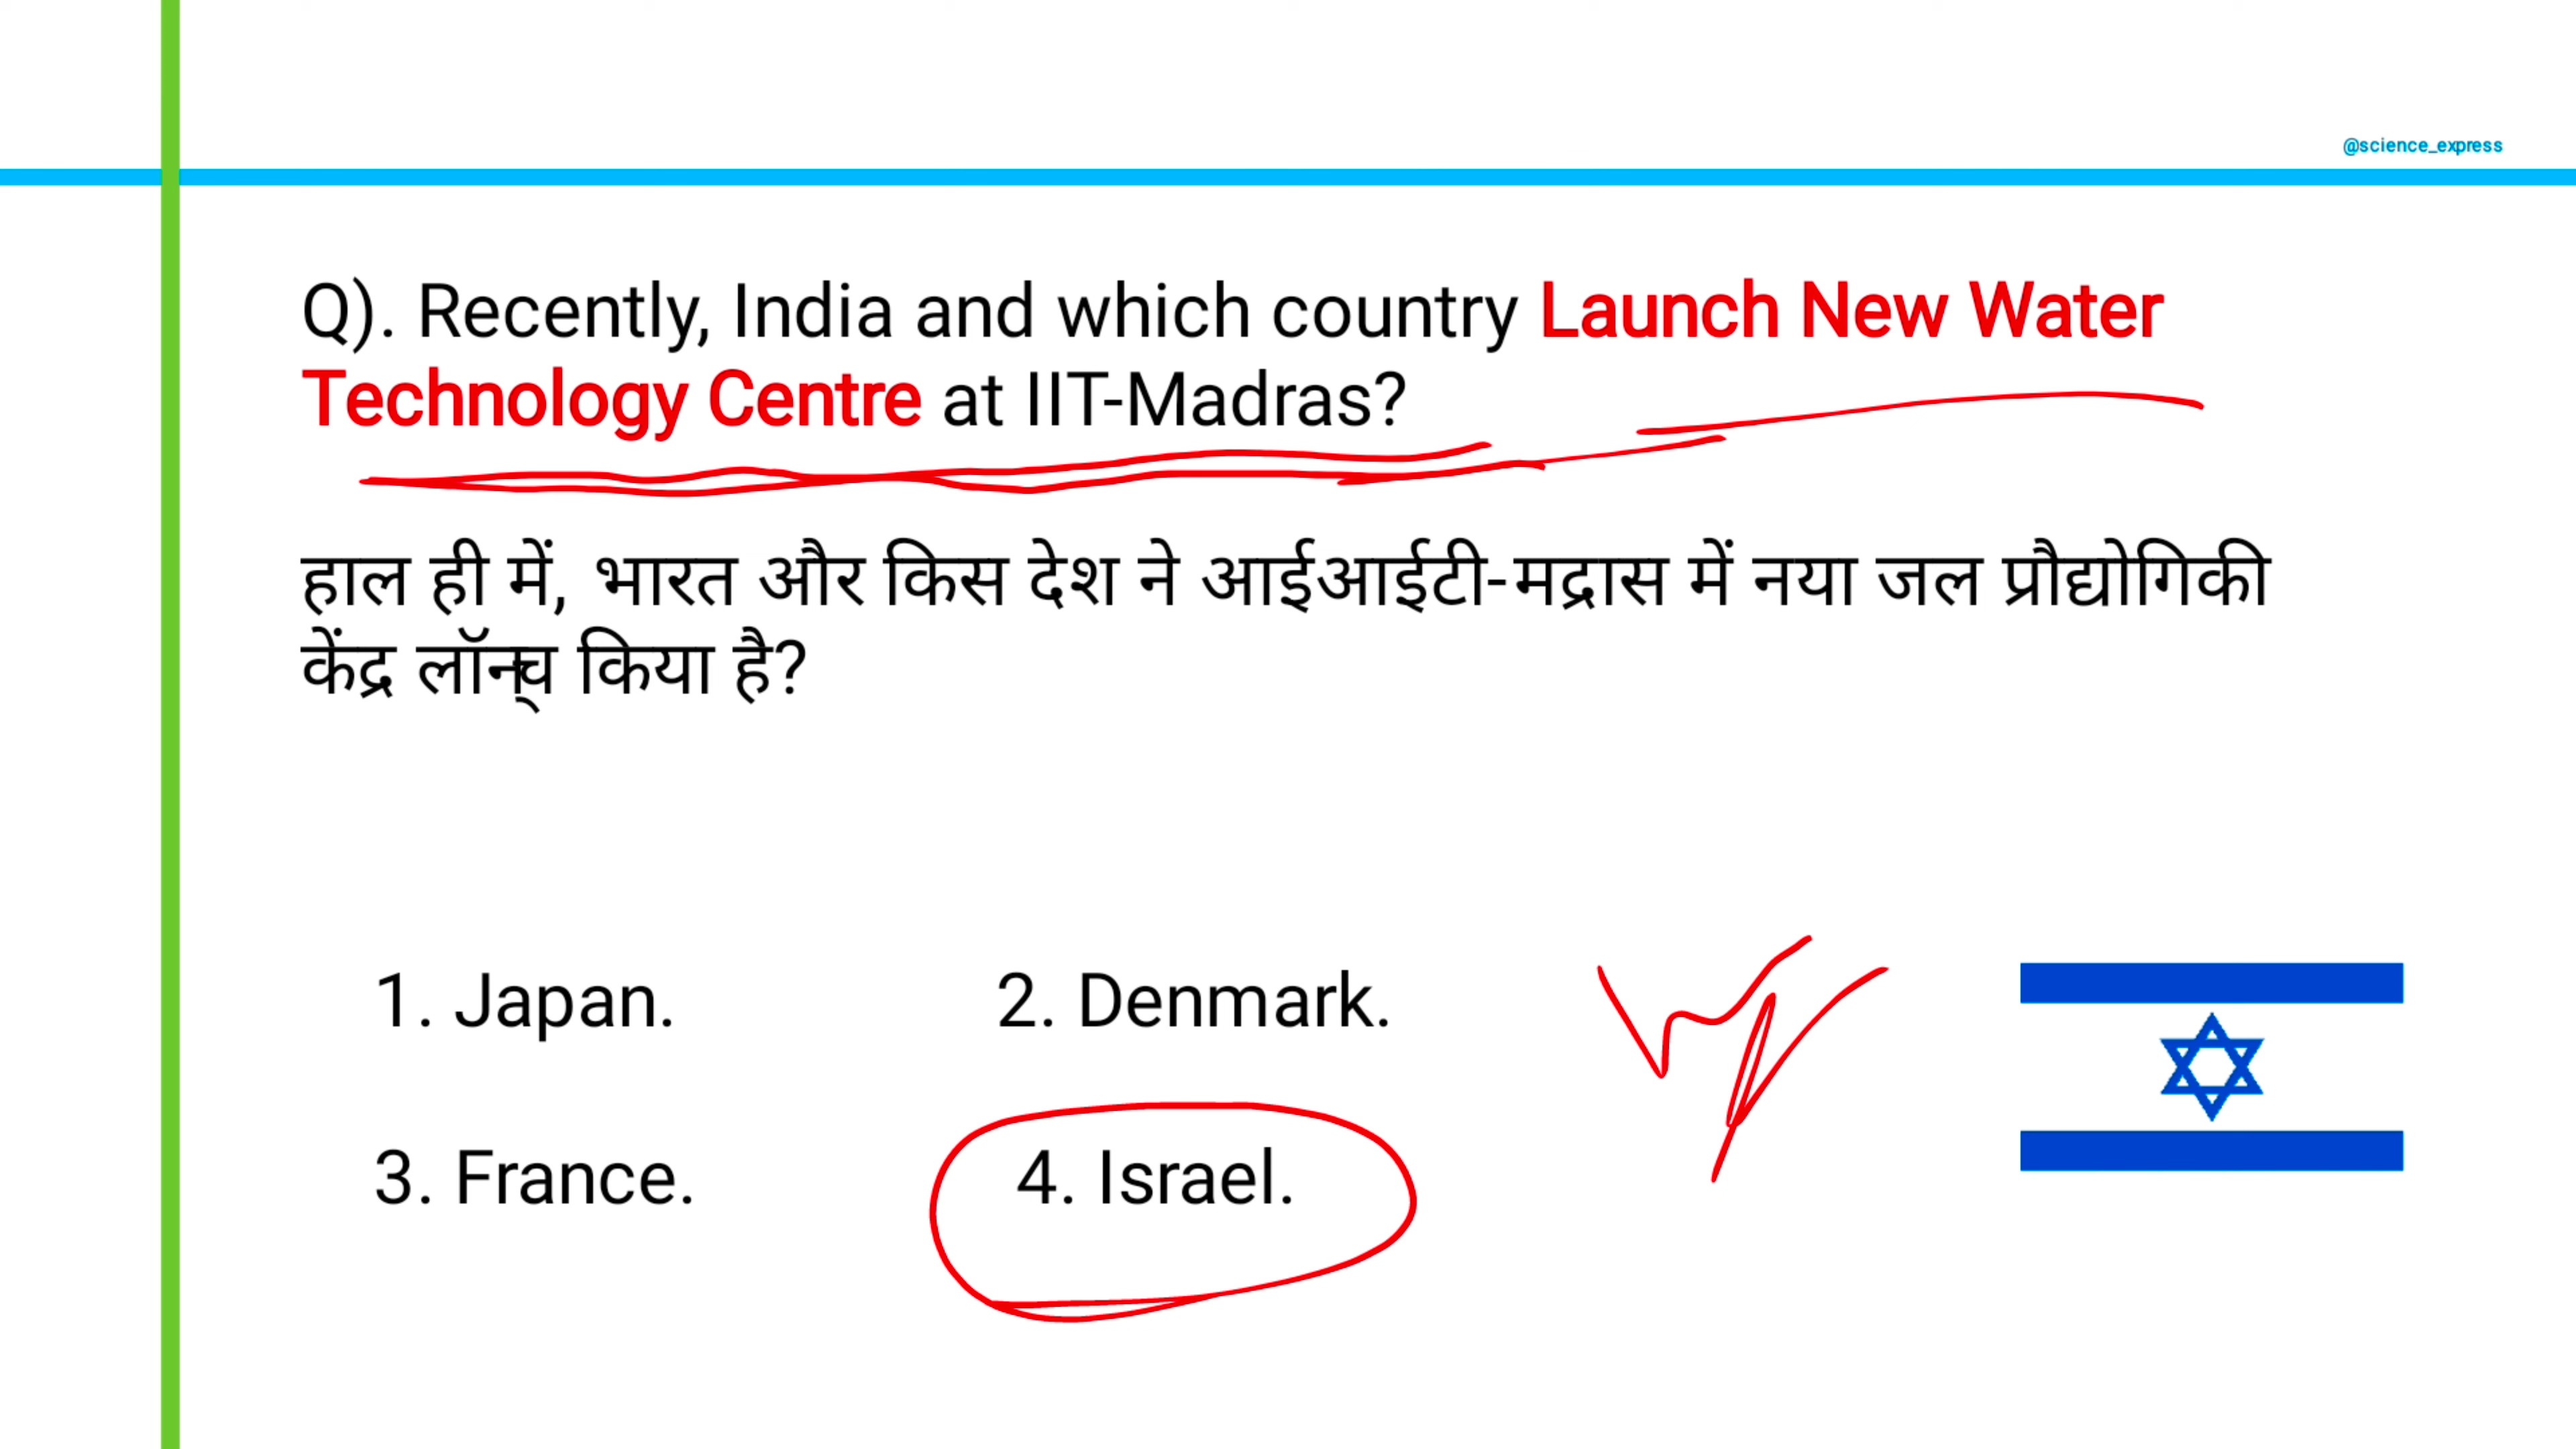 @science_express
Q). Recently, India and which country Launch New Water
Technology Centre at IIT-Madras?
हाल ही में, भारत और किस देश ने आईआईटी-मद्रास में नया जल प्रौद्योगिकी
केंद्र लॉन्च किया है?
1. Japan.
2. Denmark.
3. France.
4. Israel.